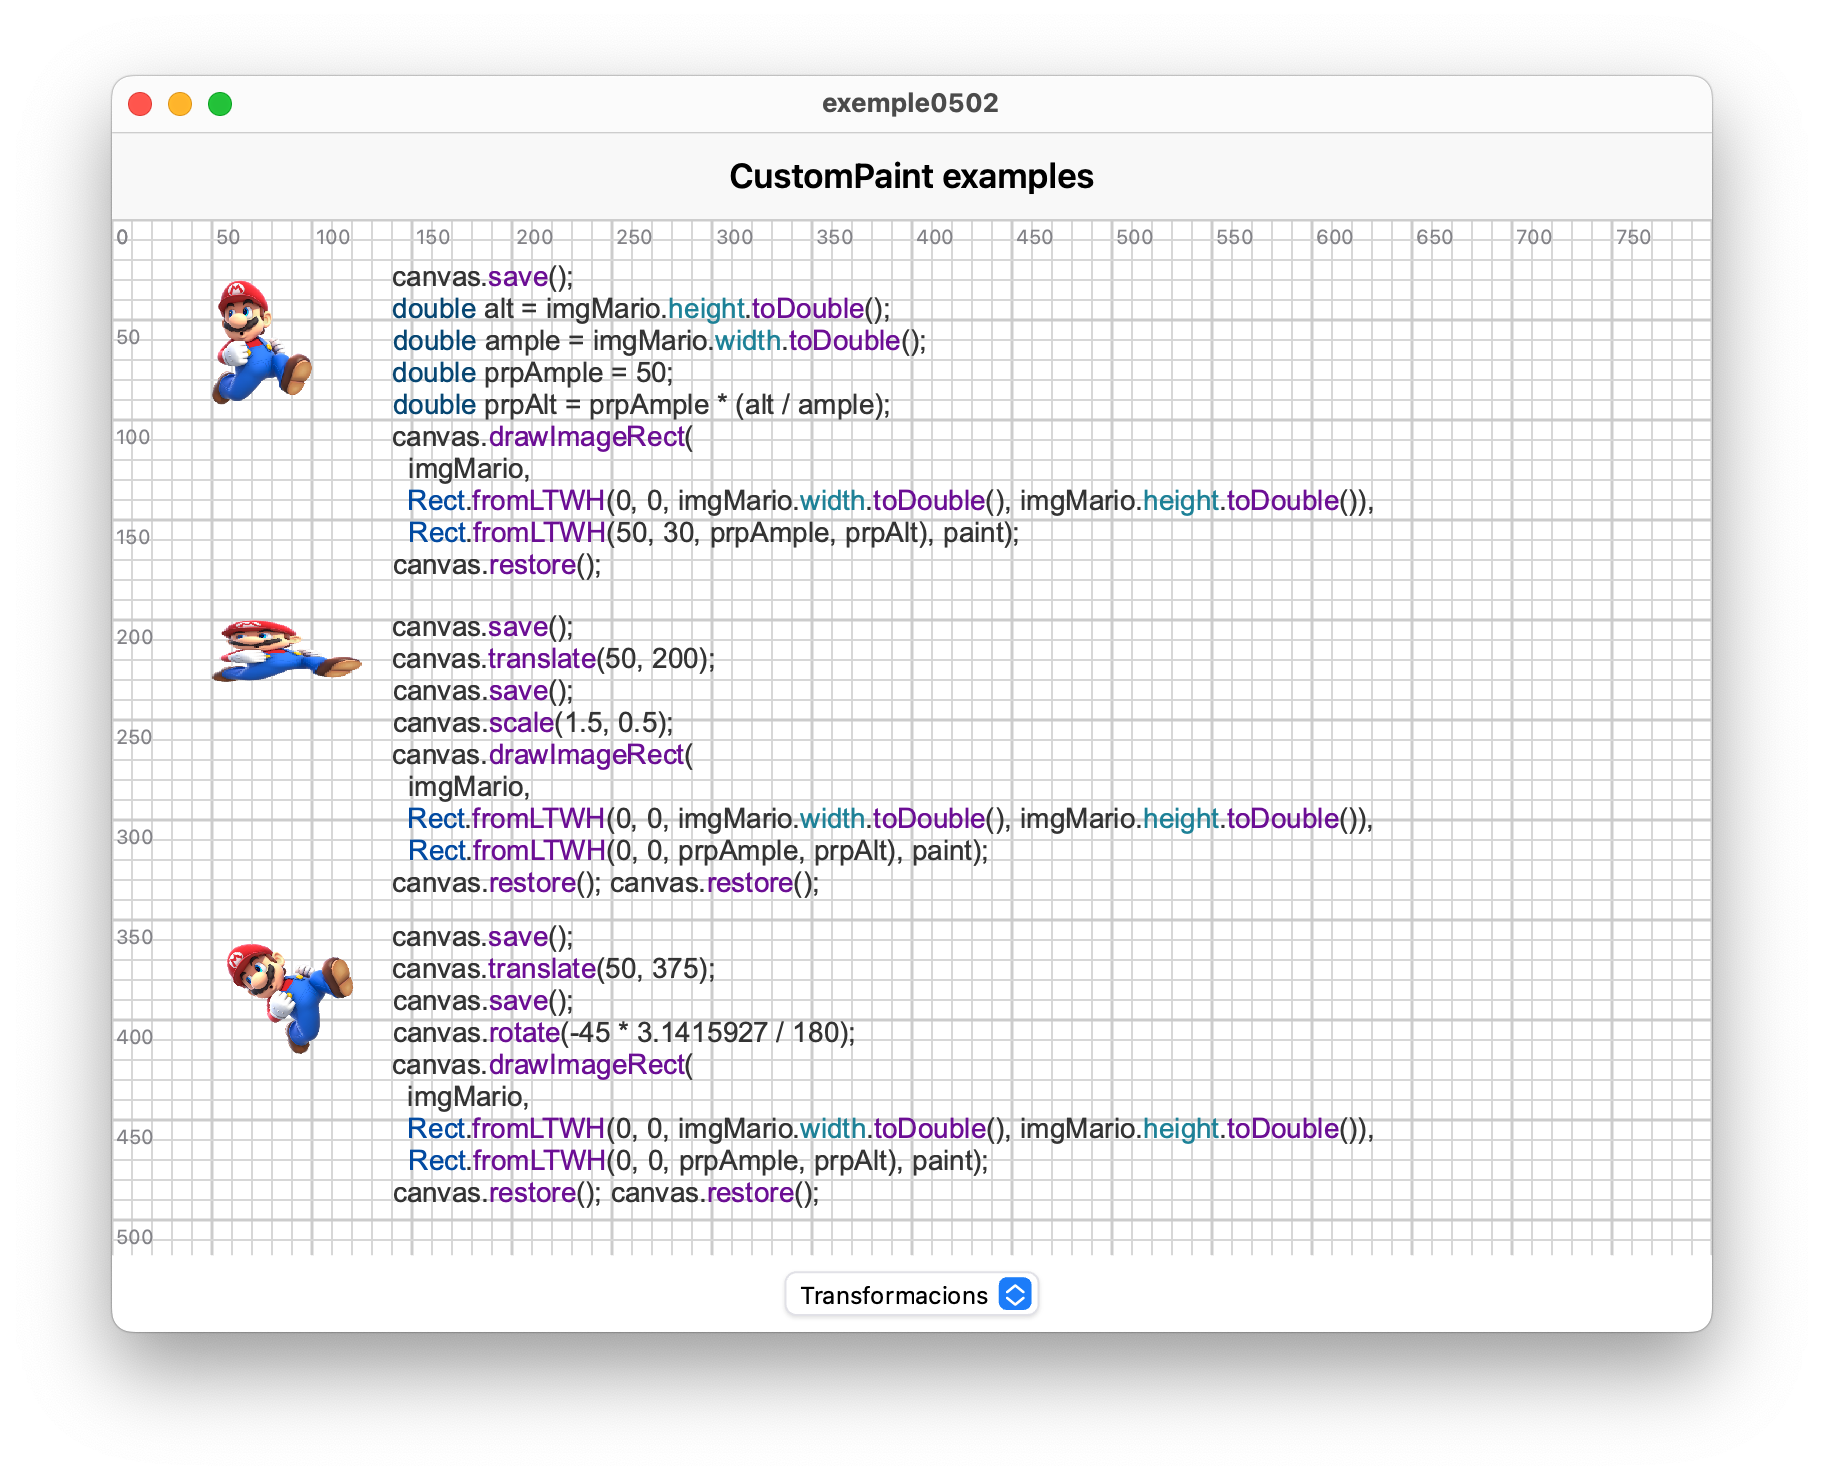 exemple0502
CustomPaint examples
0 50 100 150 200 250 300 350 400 450 500 550 600 650 700 750
canvas.save();
double alt = imgMario.height.toDouble();
50
double ample = imgMario.width.toDouble();
double prpAmple = 50;
double prpAlt = prpAmple * (alt / ample);
100
canvas.drawImageRect(
imgMario,
Rect.fromLTWH(0, 0, imgMario.width.toDouble(), imgMario.height.toDouble()),
150
Rect.fromLTWH(50, 30, prpAmple, prpAlt), paint);
canvas.restore();
200
canvas.save();
canvas.translate(50, 200);
canvas.save();
canvas.scale(1.5, 0.5);
250
canvas.drawImageRect(
imgMario,
Rect.fromLTWH(0, 0, imgMario.width.toDouble(), imgMario.height.toDouble()),
300
Rect.fromLTWH(0, 0, prpAmple, prpAlt), paint);
canvas.restore(); canvas.restore();
350
canvas.save();
canvas.translate(50, 375);
canvas.save();
400
canvas.rotate(-45 * 3.1415927 / 180);
canvas.drawImageRect(
imgMario,
Rect.fromLTWH(0, 0, imgMario.width.toDouble(), imgMario.height.toDouble()),
450
Rect.fromLTWH(0, 0, prpAmple, prpAlt), paint);
canvas.restore(); canvas.restore();
500
Transformacions